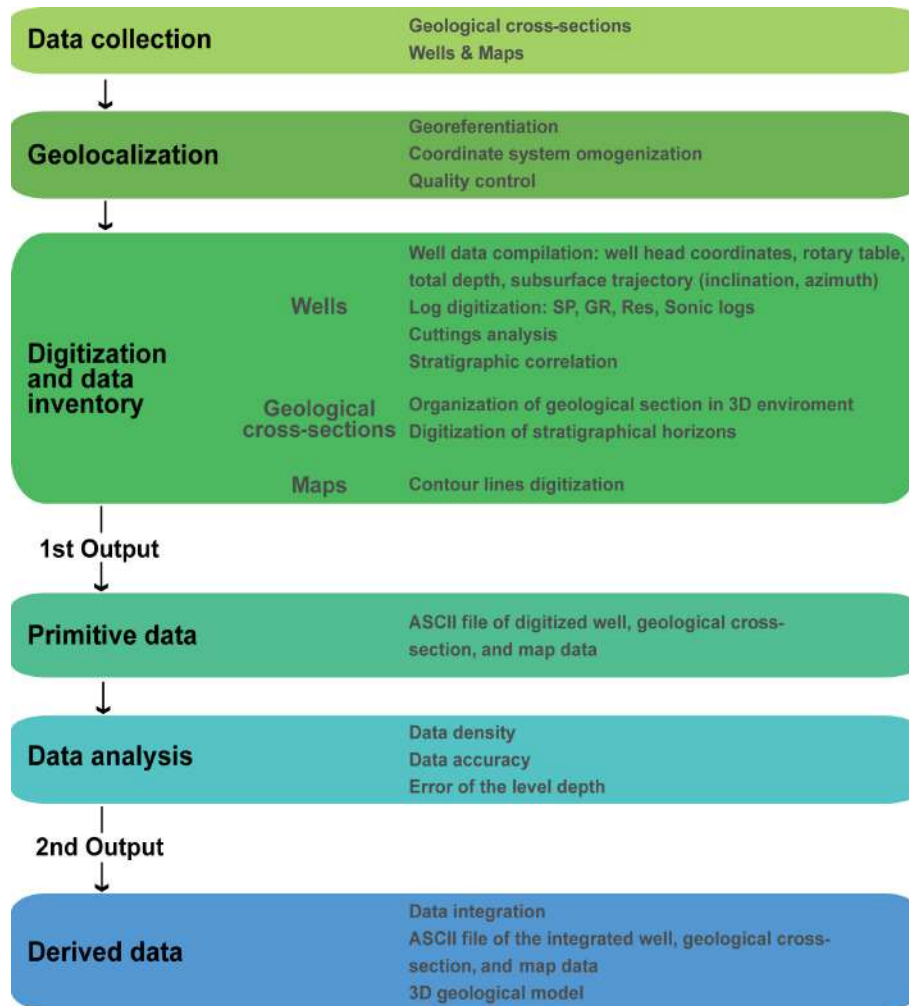 Data collection
Geological cross-sections
Wells & Maps
Geolocalization
Georeferentiation
Coordinate system omogenization
Quality control
Digitization
and data
inventory
Wells
Well data compilation: well head coordinates, rotary table,
total depth, subsurface trajectory (inclination, azimuth)
Log digitization: SP, GR, Res, Sonic logs
Cuttings analysis
Stratigraphic correlation
Geological
cross-sections
Organization of geological section in 3D enviroment
Digitization of stratigraphical horizons
Maps
Contour lines digitization
1st Output
Primitive data
ASCII file of digitized well, geological cross-
section, and map data
Data analysis
Data density
Data accuracy
Error of the level depth
2nd Output
Derived data
Data integration
ASCII file of the integrated well, geological cross-
section, and map data
3D geological model